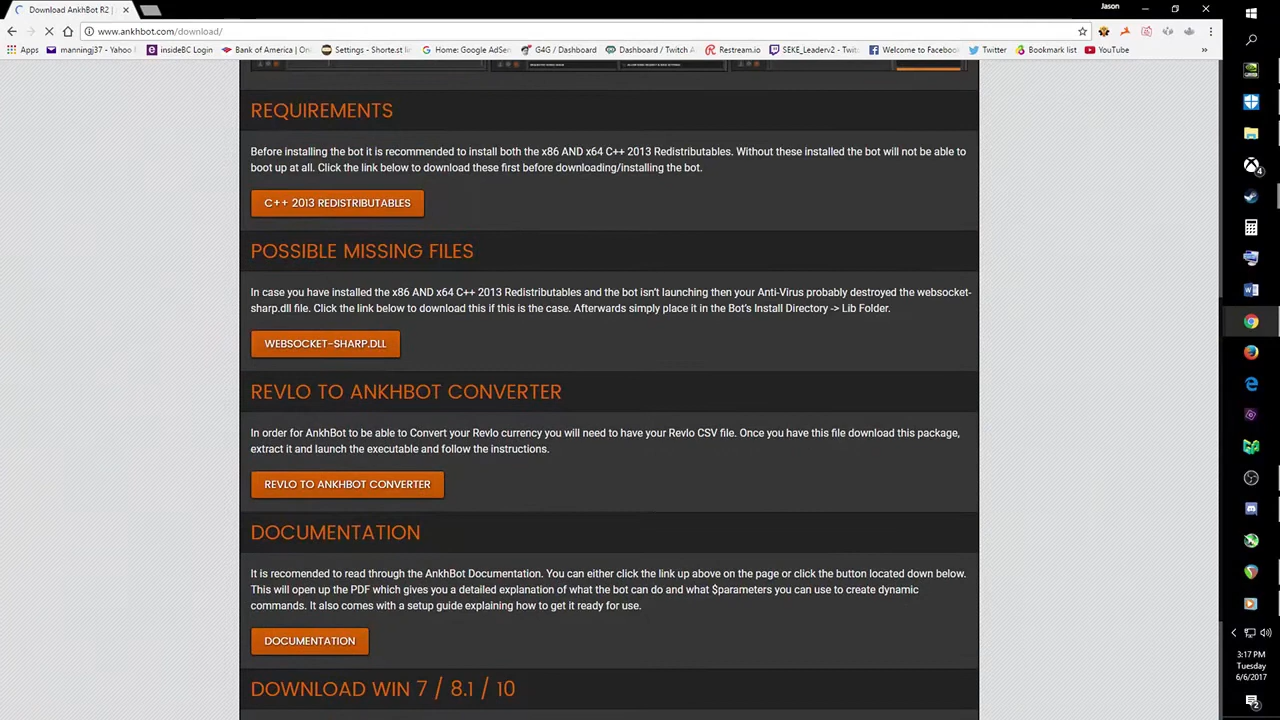 Download AnkhBot R2 |
Jason
www.ankhbot.com/download/
Apps
manningj37 - Yahoo
insideBC Login
Bank of America | On
Settings - Shorte.st l
Home: Google AdSen
G4G / Dashboard
Dashboard / Twitch A
Restream.io
SEKE_Leaderv2 - Twit
Welcome to Facebook
Twitter
Bookmark list
YouTube
»
REQUIREMENTS
Before installing the bot it is recommended to install both the x86 AND x64 C++ 2013 Redistributables. Without these installed the bot will not be able to
boot up at all. Click the link below to download these first before downloading/installing the bot.
C++ 2013 REDISTRIBUTABLES
POSSIBLE MISSING FILES
In case you have installed the x86 AND x64 C++ 2013 Redistributables and the bot isn't launching then your Anti-Virus probably destroyed the websocket-
sharp.dll file. Click the link below to download this if this is the case. Afterwards simply place it in the Bot's Install Directory -> Lib Folder.
WEBSOCKET-SHARP.DLL
REVLO TO ANKHBOT CONVERTER
In order for AnkhBot to be able to Convert your Revlo currency you will need to have your Revlo CSV file. Once you have this file download this package,
extract it and launch the executable and follow the instructions.
REVLO TO ANKHBOT CONVERTER
DOCUMENTATION
It is recomended to read through the AnkhBot Documentation. You can either click the link up above on the page or click the button located down below.
This will open up the PDF which gives you a detailed explanation of what the bot can do and what $parameters you can use to create dynamic
commands. It also comes with a setup guide explaining how to get it ready for use.
DOCUMENTATION
DOWNLOAD WIN 7 / 8.1 / 10
4
3:17 PM
Tuesday
6/6/2017
2